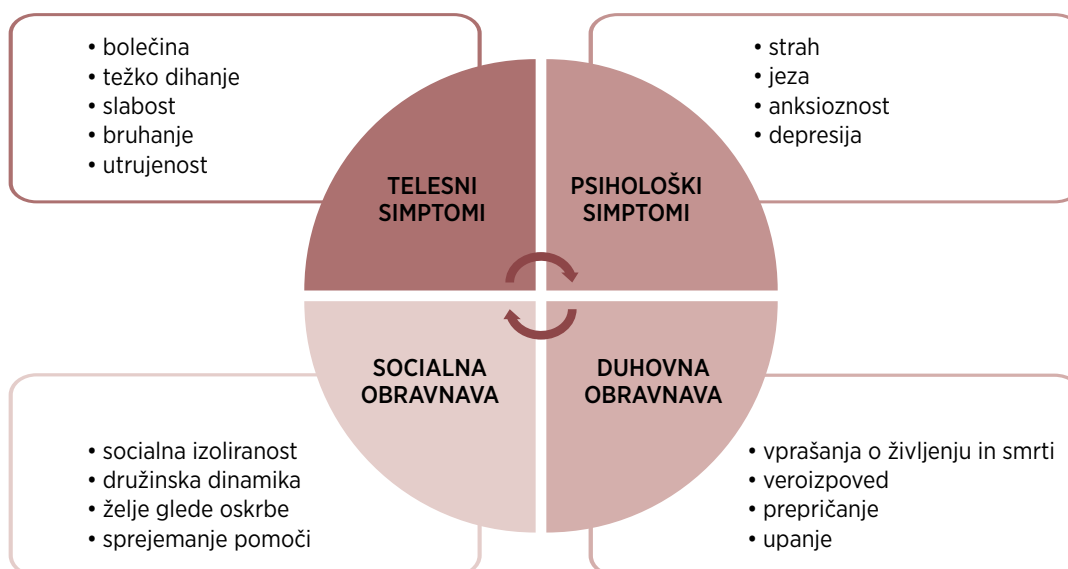 • bolečina
• težko dihanje
• slabost
• bruhanje
• utrujenost
TELESNI
SIMPTOMI
• strah
• jeza
• anksioznost
• depresija
PSIHOLOŠKI
SIMPTOMI
SOCIALNA
OBRAVNAVA
• socialna izoliranost
• družinska dinamika
• želje glede oskrbe
• sprejemanje pomoči
DUHOVNA
OBRAVNAVA
• vprašanja o življenju in smrti
• veroizpoved
• prepričanje
• upanje